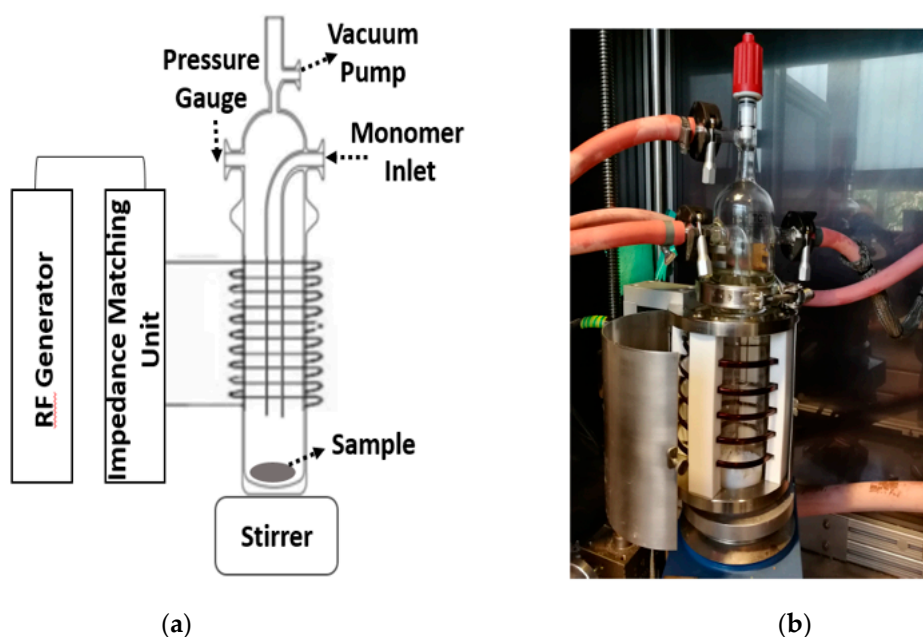 Vacuum
Pump
Pressure
Gauge
Monomer
Inlet
RF Generator
Impedance Matching
Unit
Sample
Stirrer
(a)
(b)